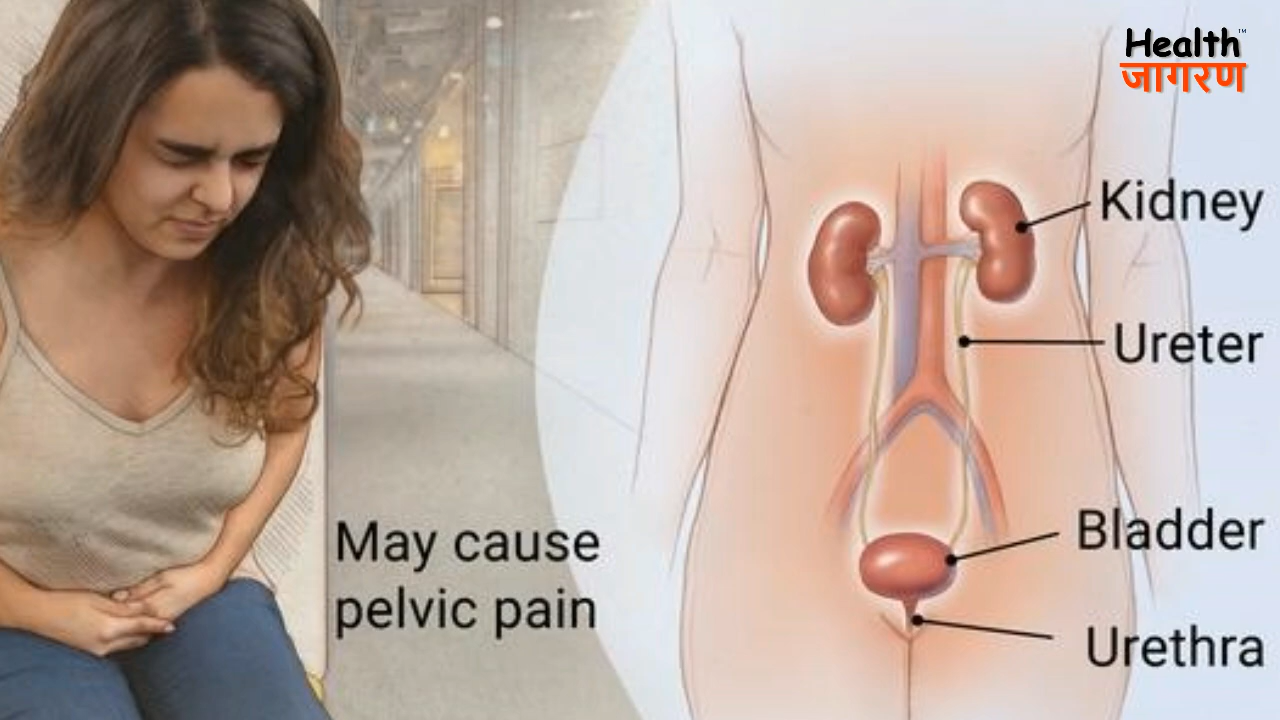 Health™
जागरण
Kidney
Ureter
May cause
pelvic pain
Bladder
Urethra